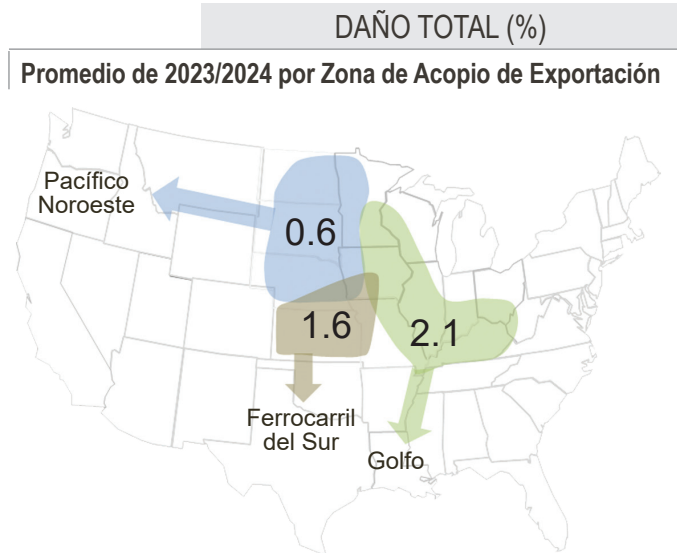 DAÑO TOTAL (%)
Promedio de 2023/2024 por Zona de Acopio de Exportación
Pacífico
Noroeste
0.6
1.6
2.1
Ferrocarril
del Sur
Golfo